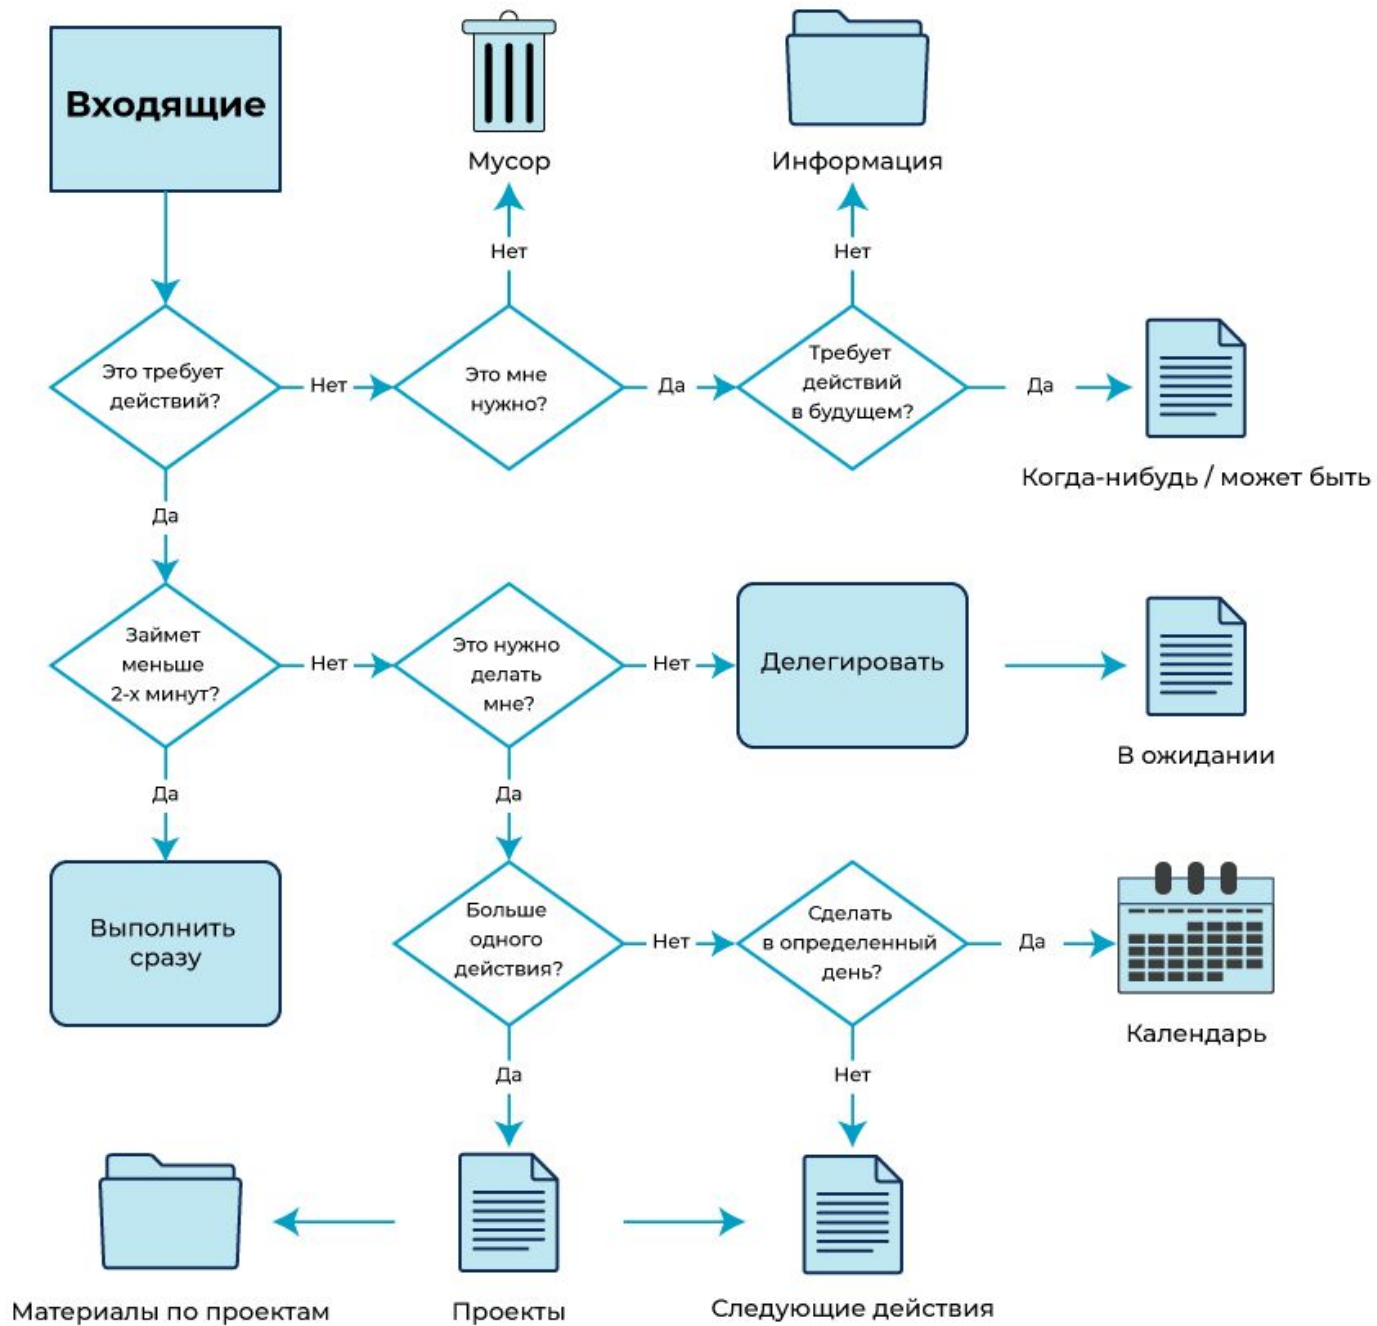 Входящие
Мусор
Информация
Нет
Нет
Это требует
действий?
Нет
Это мне
нужно?
Да
Требует
действий
в будущем?
Да
Когда-нибудь / может быть
Да
Займет
меньше
2-х минут?
Нет
Это нужно
делать
мне?
Нет
Делегировать
В ожидании
Да
Да
Выполнить
сразу
Больше
одного
действия?
Нет
Сделать
в определенный
день?
Да
Календарь
Да
Нет
Материалы по проектам
Проекты
Следующие действия